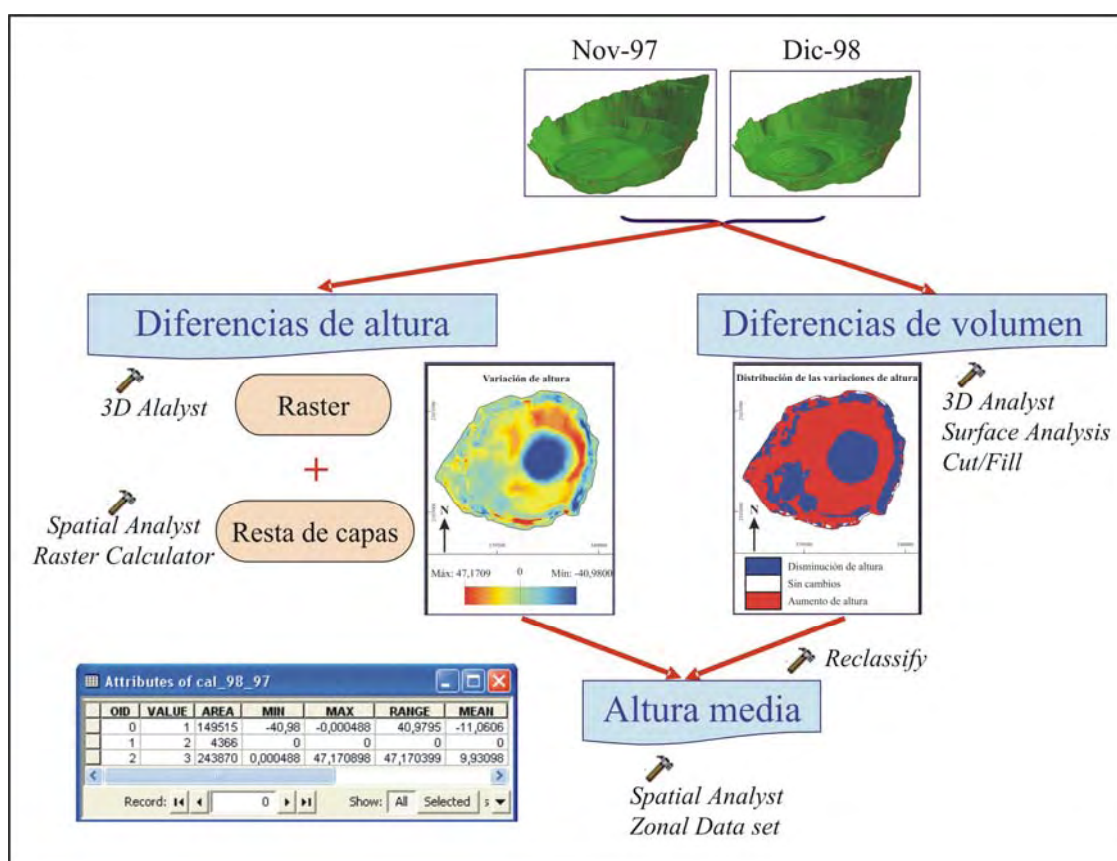 Nov-97 Dic-98
Diferencias de altura
Diferencias de volumen
3D Alalyst
Raster
+
Spatial Analyst
Raster Calculator
Resta de capas
Variación de altura
N
Máx: 47,1709 0 Mín: -40,9800
Distribución de las variaciones de altura
N
Disminución de altura
Sin cambios
Aumento de altura
3D Analyst
Surface Analysis
Cut/Fill
Reclassify
Altura media
Spatial Analyst
Zonal Data set
Attributes of cal_98_97
OID VALUE AREA MIN MAX RANGE MEAN
0 1 149515 -40,98 -0,000488 40,9795 -11,0606
1 2 4366 0 0 0 0
2 3 243870 0,000488 47,170898 47,170399 9,93098
Record: 0 Show: All Selected s